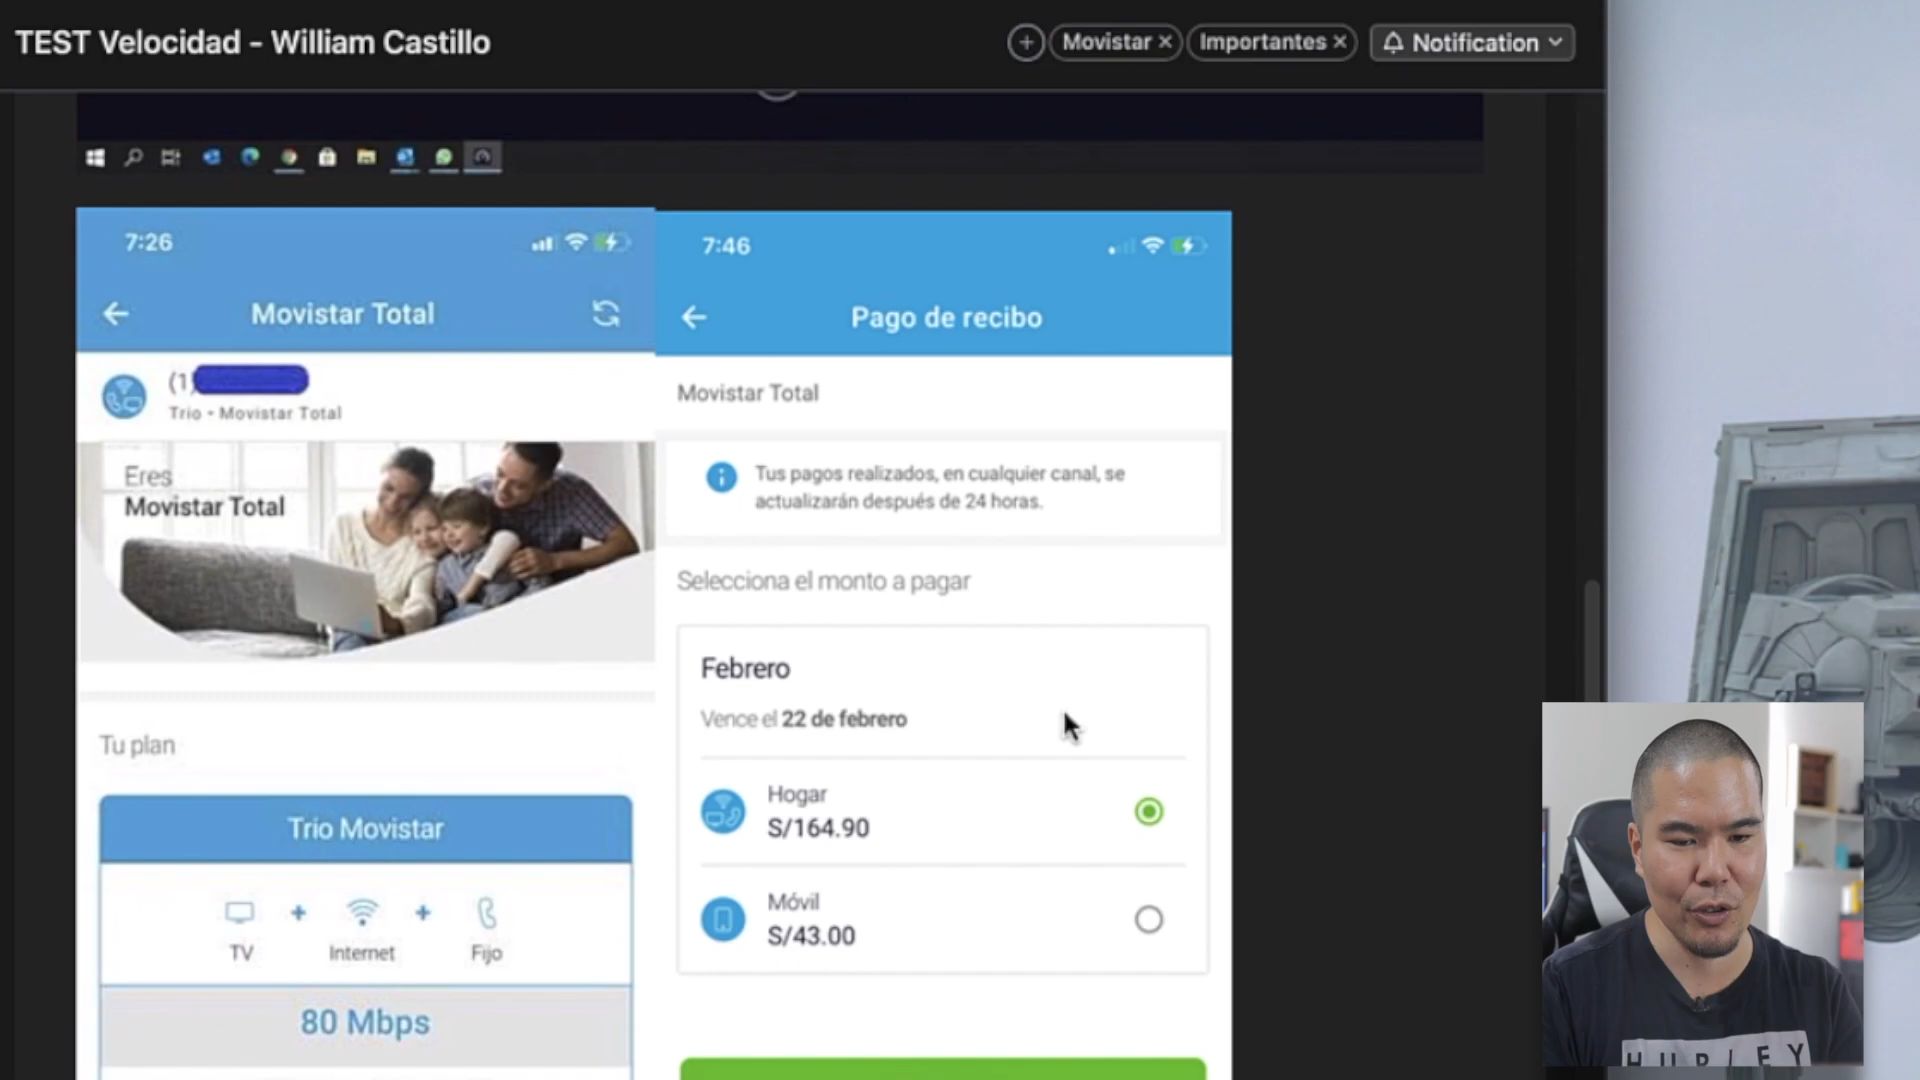 TEST Velocidad - William Castillo
Movistar ×
Importantes ×
Notification
7:26
Movistar Total
(1)
Trio - Movistar Total
Eres
Movistar Total
Tu plan
Trio Movistar
TV + Internet + Fijo
80 Mbps
7:46
Pago de recibo
Movistar Total
Tus pagos realizados, en cualquier canal, se
actualizarán después de 24 horas.
Selecciona el monto a pagar
Febrero
Vence el 22 de febrero
Hogar
S/164.90
Móvil
S/43.00
HURLEY